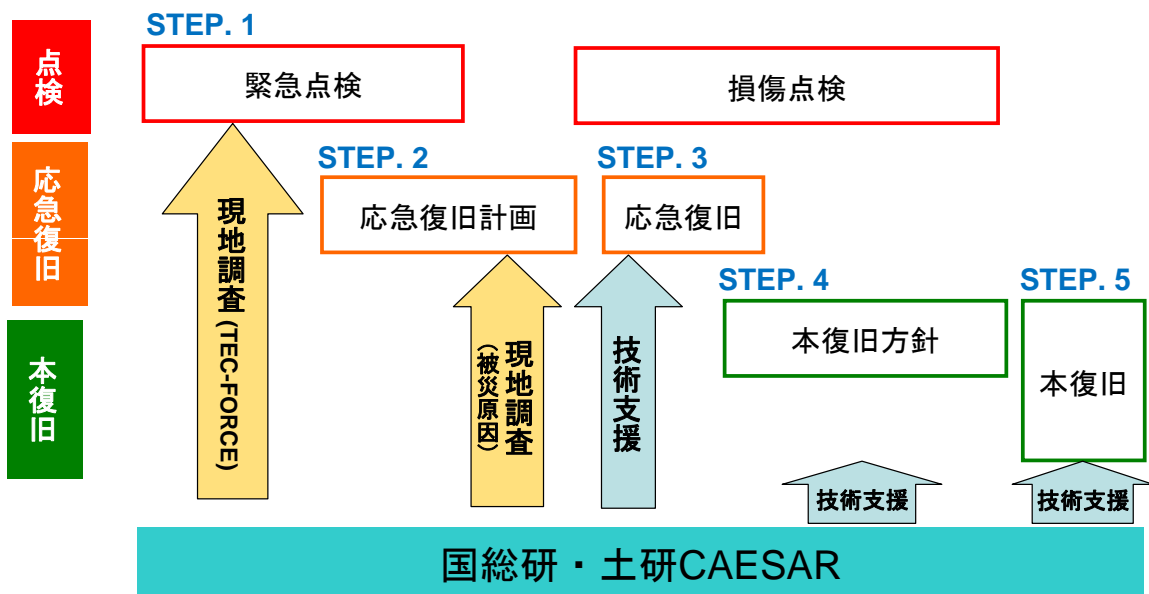 点検
STEP. 1
緊急点検
損傷点検
応急復旧
STEP. 2
応急復旧計画
STEP. 3
応急復旧
本復旧
STEP. 4
本復旧方針
STEP. 5
本復旧
現地調査(TEC-FORCE)
現地調査
(被災原因)
技術支援
技術支援
技術支援
国総研・土研CAESAR